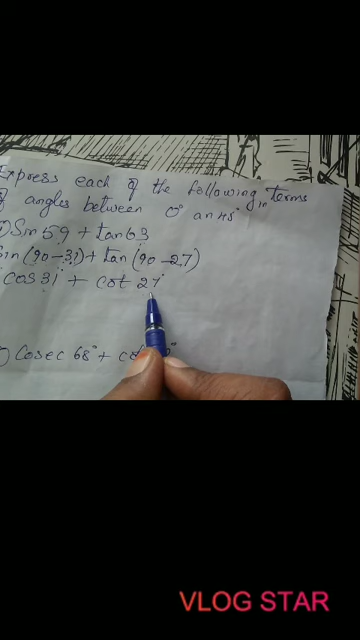 Express each of the following in terms
of angles between 0° an 45°
) Sin 59 + tan 63
Sin (90 - 31) + tan (90 - 27)
Cos 31 + cot 27
) Cosec 68° +
VLOG STAR